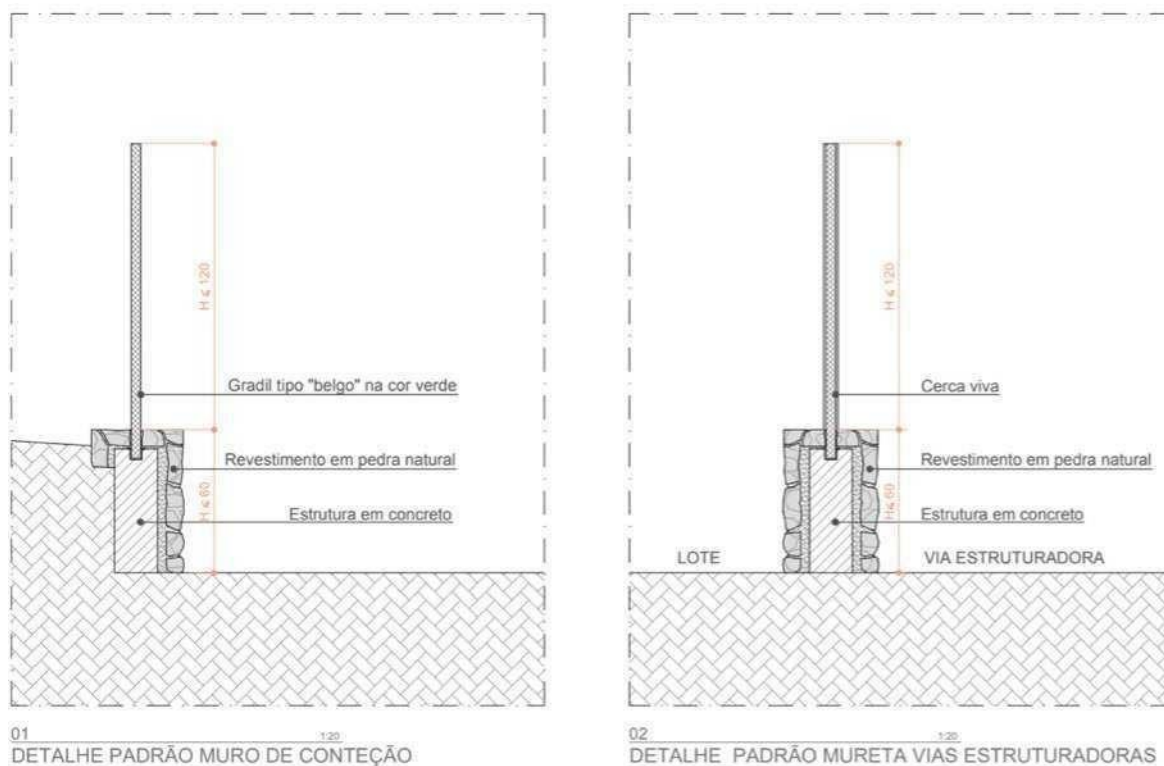 H ⩽ 120
Gradil tipo "belgo" na cor verde
Revestimento em pedra natural
H ⩽ 60
Estrutura em concreto
01
1:20
DETALHE PADRÃO MURO DE CONTEÇÃO
H ⩽ 120
Cerca viva
Revestimento em pedra natural
H⩽ 60
Estrutura em concreto
LOTE
VIA ESTRUTURADORA
02
1:20
DETALHE PADRÃO MURETA VIAS ESTRUTURADORAS